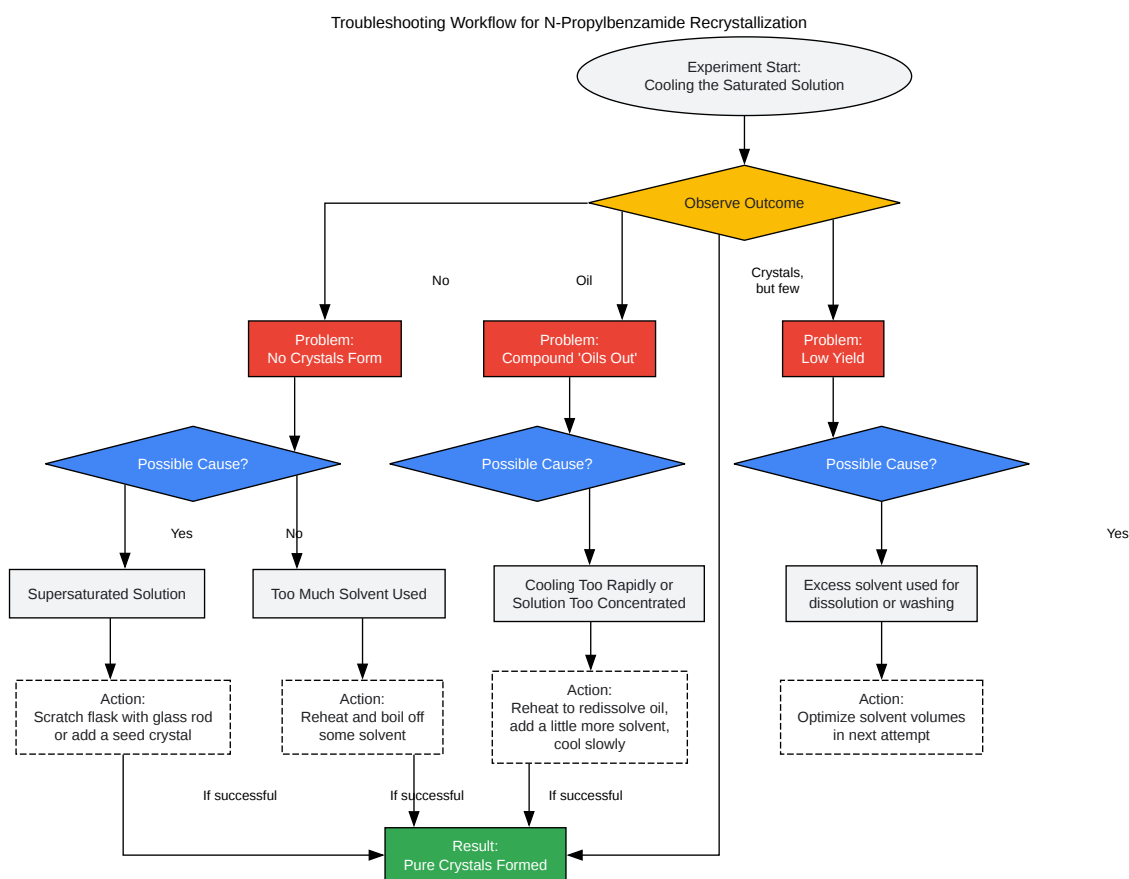 Troubleshooting Workflow for N-Propylbenzamide Recrystallization
Experiment Start:
Cooling the Saturated Solution
Observe Outcome
No
Oil
Crystals,
but few
Problem:
No Crystals Form
Problem:
Compound 'Oils Out'
Problem:
Low Yield
Possible Cause?
Possible Cause?
Possible Cause?
Yes
No
Yes
Supersaturated Solution
Too Much Solvent Used
Cooling Too Rapidly or
Solution Too Concentrated
Excess solvent used for
dissolution or washing
Action:
Scratch flask with glass rod
or add a seed crystal
Action:
Reheat and boil off
some solvent
Action:
Reheat to redissolve oil,
add a little more solvent,
cool slowly
Action:
Optimize solvent volumes
in next attempt
If successful
If successful
If successful
Result:
Pure Crystals Formed